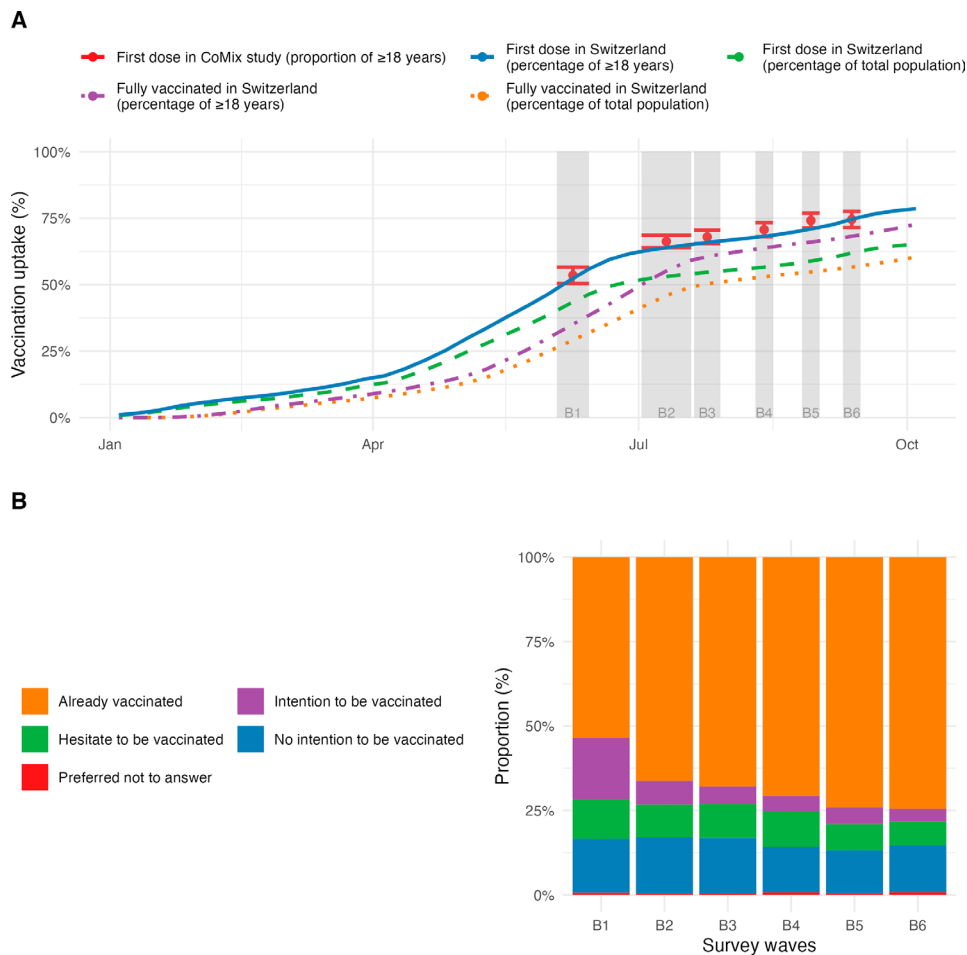 A
First dose in CoMix study (proportion of ≥18 years)
First dose in Switzerland
(percentage of ≥18 years)
First dose in Switzerland
(percentage of total population)
Fully vaccinated in Switzerland
(percentage of ≥18 years)
Fully vaccinated in Switzerland
(percentage of total population)
Vaccination uptake (%)
100%
75%
50%
25%
0%
B1
B2
B3
B4
B5
B6
Jan
Apr
Jul
Oct
B
Already vaccinated
Intention to be vaccinated
Hesitate to be vaccinated
No intention to be vaccinated
Preferred not to answer
Proportion (%)
100%
75%
50%
25%
0%
B1
B2
B3
B4
B5
B6
Survey waves